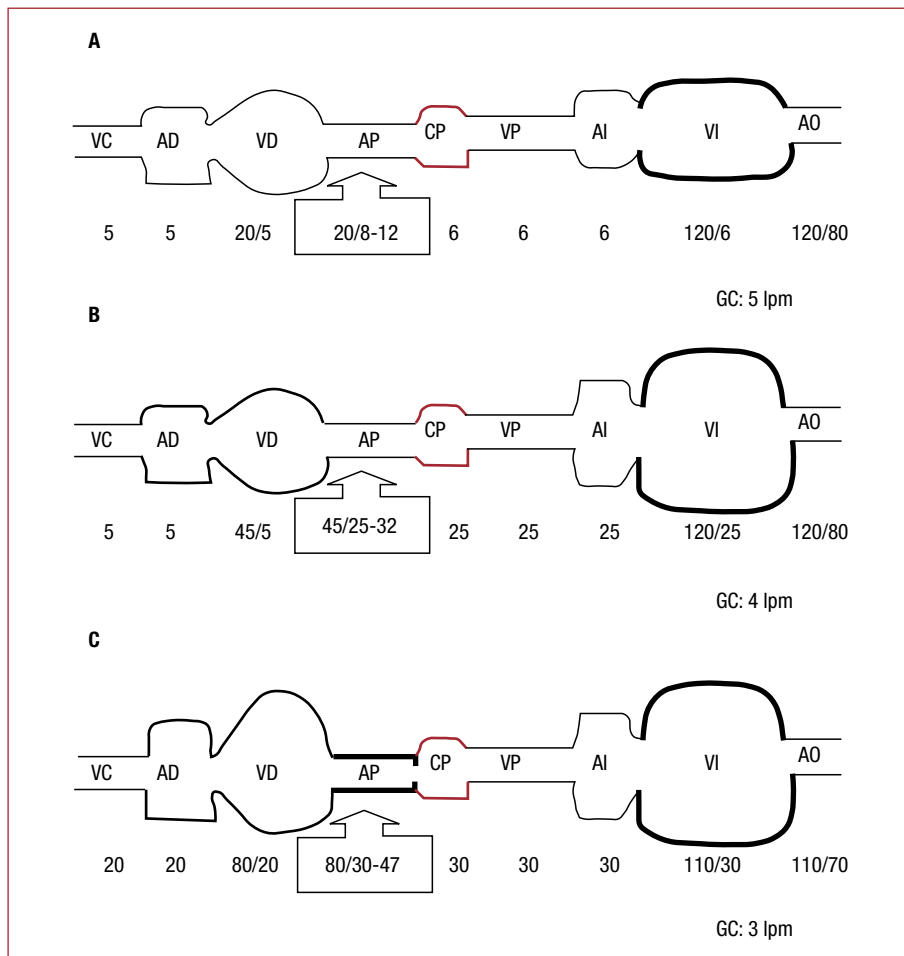 A
VC AD VD AP CP VP AI VI AO
5 5 20/5 20/8-12 6 6 6 120/6 120/80
GC: 5 lpm
B
VC AD VD AP CP VP AI VI AO
5 5 45/5 45/25-32 25 25 25 120/25 120/80
GC: 4 lpm
C
VC AD VD AP CP VP AI VI AO
20 20 80/20 80/30-47 30 30 30 110/30 110/70
GC: 3 lpm